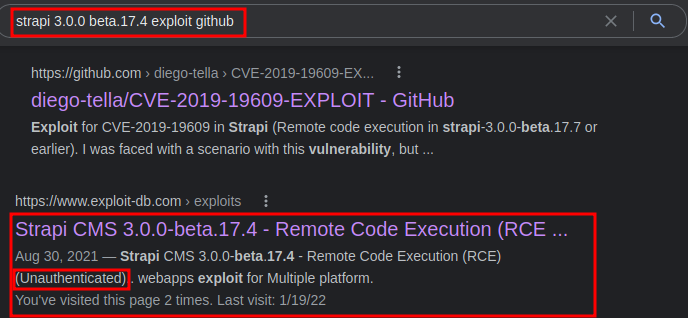 strapi 3.0.0 beta.17.4 exploit github
https://github.com › diego-tella › CVE-2019-19609-EX...
diego-tella/CVE-2019-19609-EXPLOIT - GitHub
Exploit for CVE-2019-19609 in Strapi (Remote code execution in strapi-3.0.0-beta.17.7 or
earlier). I was faced with a scenario with this vulnerability, but ...
https://www.exploit-db.com › exploits
Strapi CMS 3.0.0-beta.17.4 - Remote Code Execution (RCE ...
Aug 30, 2021 — Strapi CMS 3.0.0-beta.17.4 - Remote Code Execution (RCE)
(Unauthenticated). webapps exploit for Multiple platform.
You've visited this page 2 times. Last visit: 1/19/22